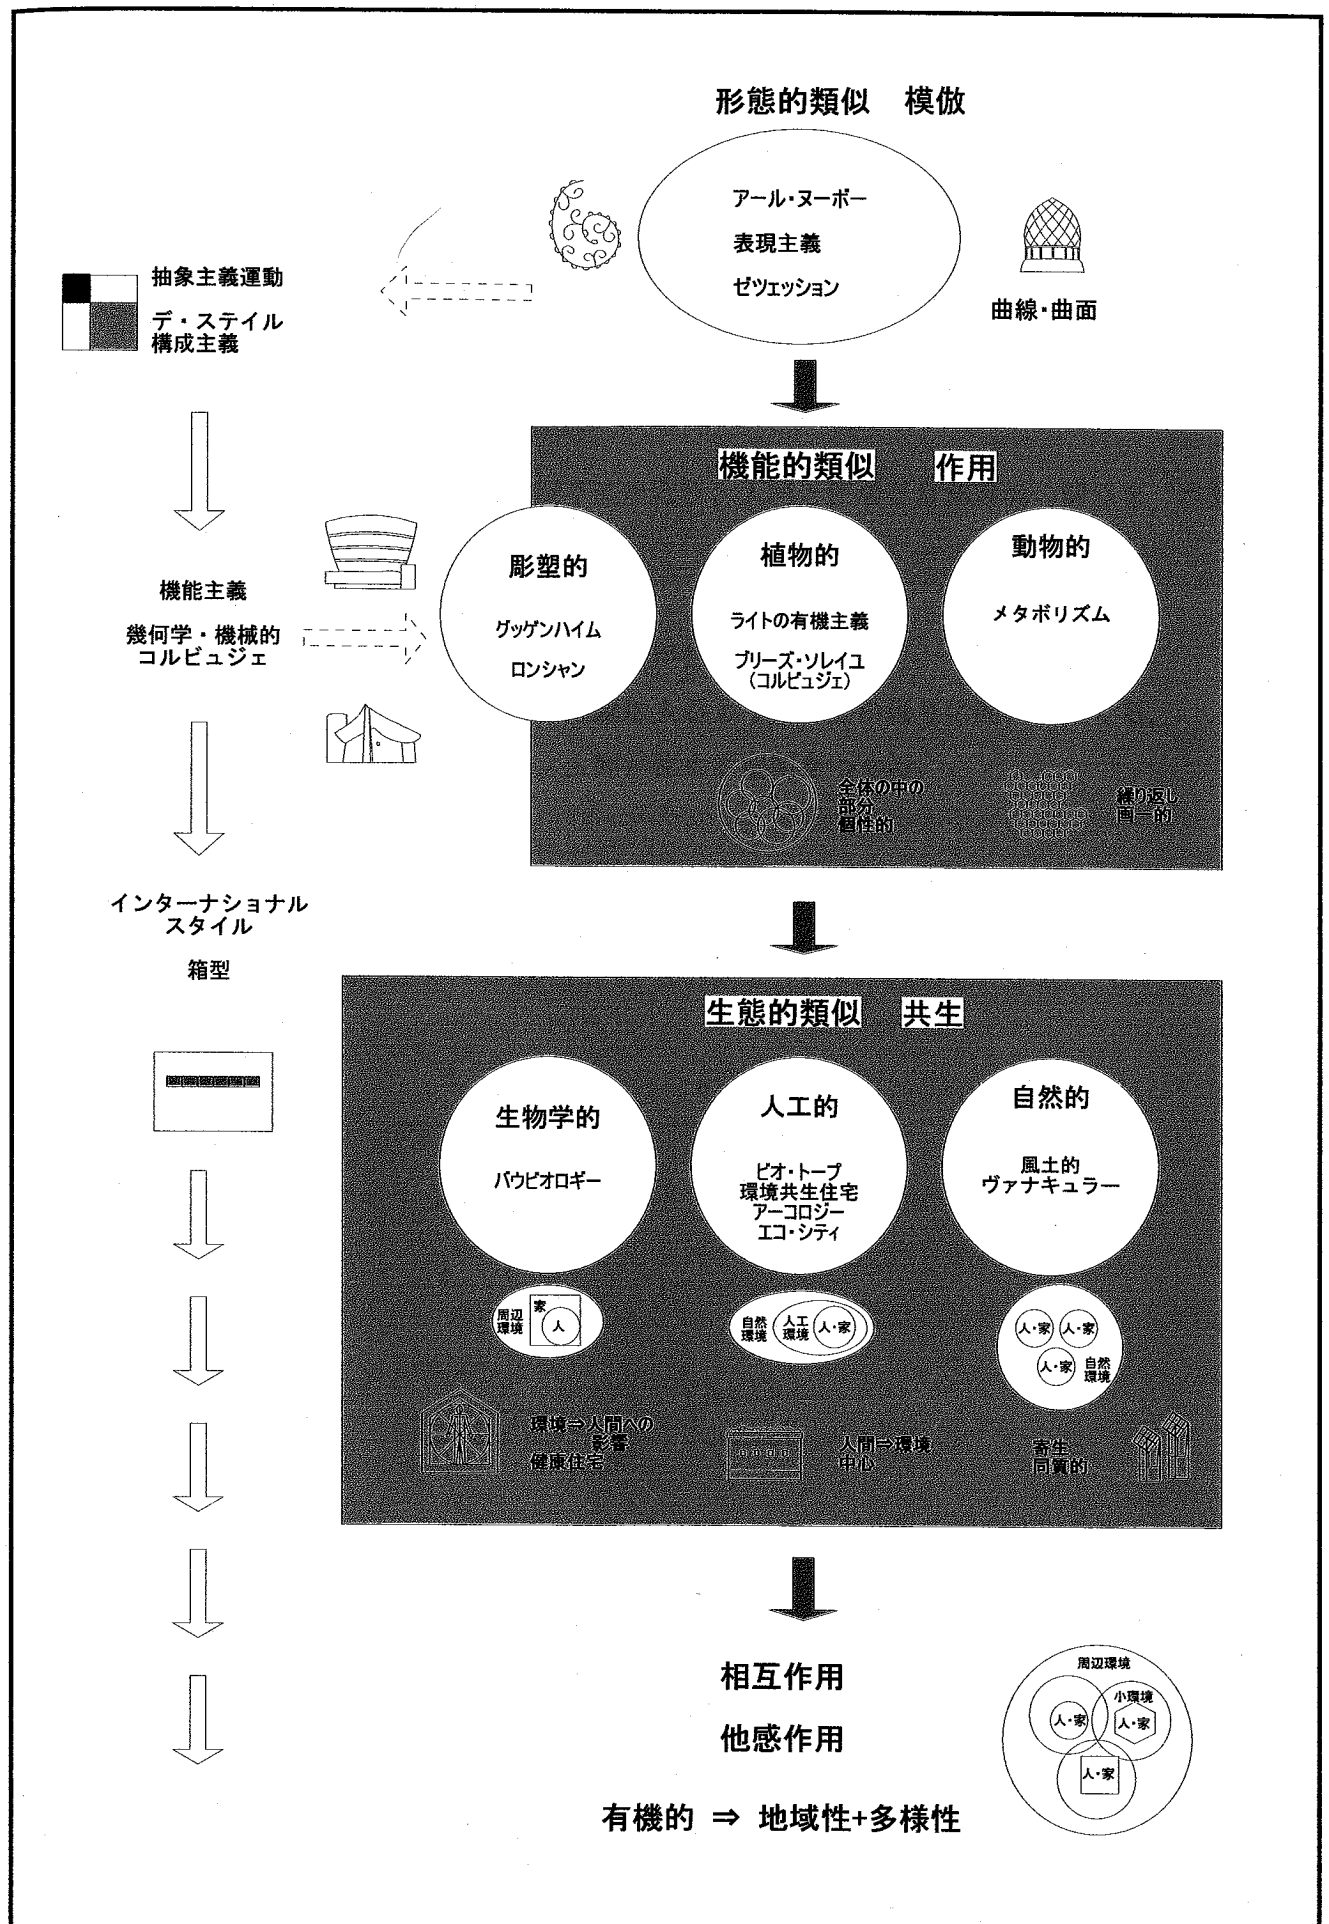 形態的類似　模倣
アール・ヌーボー
表現主義
ゼツェッション
曲線・曲面
抽象主義運動
デ・ステイル
構成主義
機能的類似　作用
彫塑的
グッゲンハイム
ロンシャン
植物的
ライトの有機主義
ブリーズ・ソレイユ
(コルビュジェ)
動物的
メタボリズム
機能主義
幾何学・機械的
コルビュジェ
全体の中の
部分
個性的
繰り返し
画一的
インターナショナル
スタイル
箱型
生態的類似　共生
生物学的
バウビオロギー
人工的
ビオ・トープ
環境共生住宅
アーコロジー
エコ・シティ
自然的
風土的
ヴァナキュラー
周辺
環境
家
人
自然
環境
人工
環境
人・家
人・家
人・家
人・家
自然
環境
環境⇒人間への
影響
健康住宅
人間⇒環境
中心
寄生
同質的
相互作用
他感作用
有機的 ⇒ 地域性+多様性
周辺環境
小環境
人・家
人・家
人・家